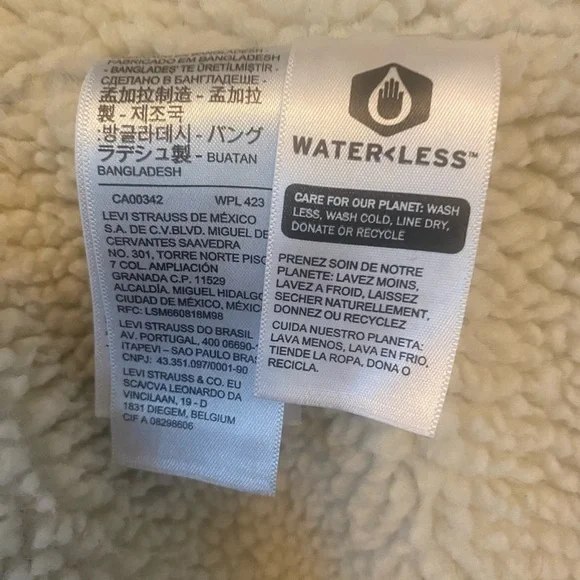 FABRICADO EM BANGLADESH
- BANGLADEŞ' TE ÜRETİLMİŞTİR -
СДЕЛАНО В БАНГЛАДЕШЕ -
孟加拉制造 - 孟加拉
製 - 제조국
:방글라데시 - バング
ラデシュ製 - BUATAN
BANGLADESH
CA00342 WPL 423
LEVI STRAUSS DE MÉXICO
S.A. DE C.V.BLVD. MIGUEL DE
CERVANTES SAAVEDRA
NO. 301, TORRE NORTE PISO
7 COL. AMPLIACIÓN
GRANADA C.P. 11529
ALCALDÍA. MIGUEL HIDALGO
CIUDAD DE MÉXICO, MÉXICO
RFC: LSM660818M98
LEVI STRAUSS DO BRASIL
AV. PORTUGAL, 400 06690-
ITAPEVI – SAO PAULO BRAS
CNPJ: 43.351.097/0001-90
LEVI STRAUSS & CO. EU
SCA/CVA LEONARDO DA
VINCILAAN, 19 - D
1831 DIEGEM, BELGIUM
CIF A 08298606
WATER<LESS™
CARE FOR OUR PLANET: WASH
LESS, WASH COLD, LINE DRY,
DONATE OR RECYCLE
PRENEZ SOIN DE NOTRE
PLANETE: LAVEZ MOINS,
LAVEZ A FROID, LAISSEZ
SECHER NATURELLEMENT,
DONNEZ OU RECYCLEZ
CUIDA NUESTRO PLANETA:
LAVA MENOS, LAVA EN FRIO,
TIENDE LA ROPA, DONA O
RECICLA.